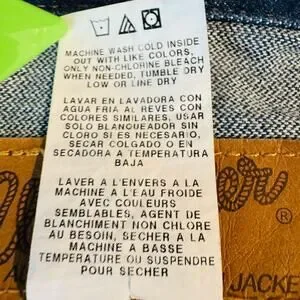 MACHINE WASH COLD INSIDE
OUT WITH LIKE COLORS,
ONLY NON-CHLORINE BLEACH
WHEN NEEDED, TUMBLE DRY
LOW OR LINE DRY
LAVAR EN LAVADORA CON
AGUA FRIA AL REVES CON
COLORES SIMILARES, USAR
SOLO BLANQUEADOR SIN
CLORO SI ES NECESARIO,
SECAR COLGADO O EN
SECADORA A TEMPERATURA
BAJA
LAVER A L'ENVERS A LA
MACHINE A L'EAU FROIDE
AVEC COULEURS
SEMBLABLES, AGENT DE
BLANCHIMENT NON CHLORE
AU BESOIN, SECHER A LA
MACHINE A BASSE
TEMPERATURE OU SUSPENDRE
POUR SECHER
®
JACKE